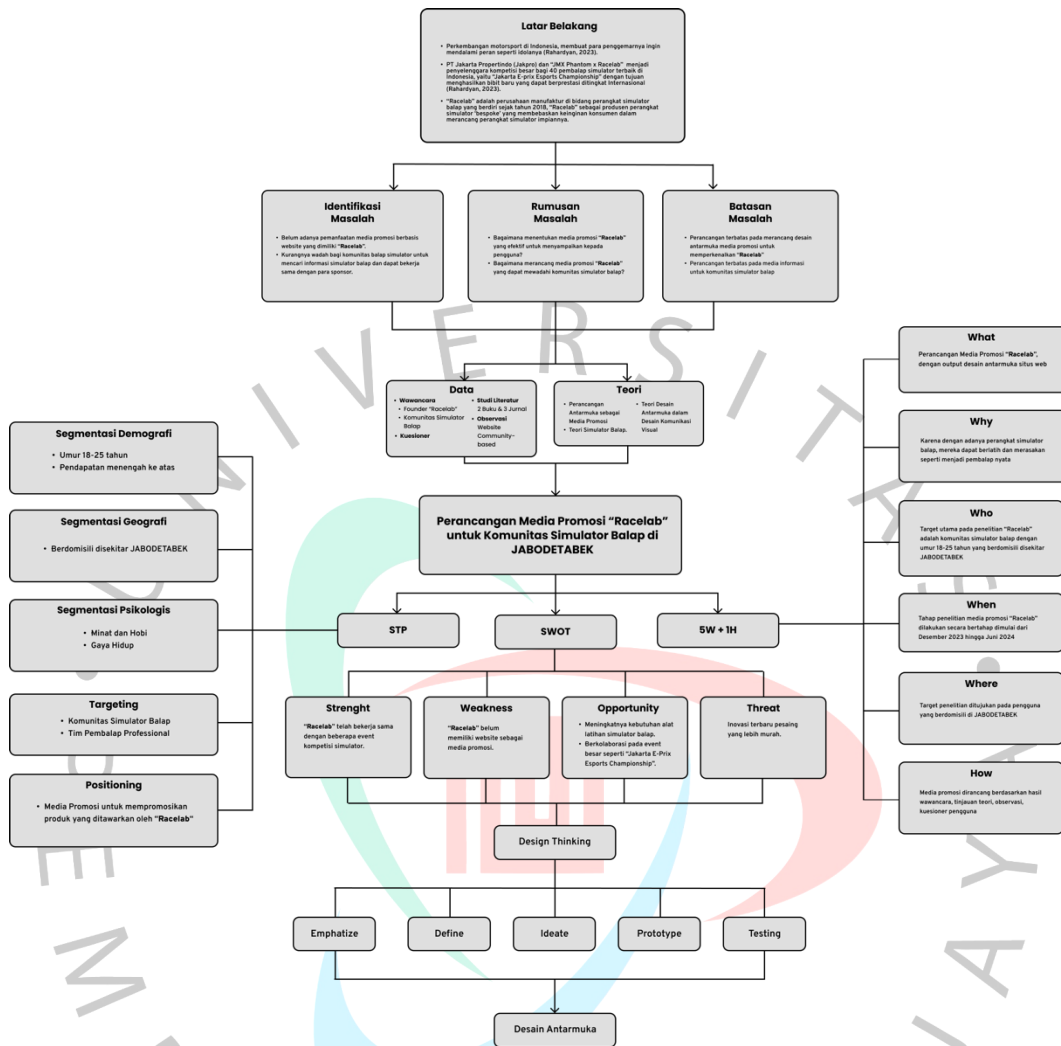 Latar Belakang
• Perkembangan motorsport di Indonesia, membuat para penggemarnya ingin
mendalami peran seperti idolanya (Rahardyan, 2023).
• PT Jakarta Propertindo (Jakpro) dan "JMX Phantom x Racelab" menjadi
penyelenggara kompetisi besar bagi 40 pembalap simulator terbaik di
Indonesia, yaitu "Jakarta E-prix Esports Championship" dengan tujuan
menghasilkan bibit baru yang dapat berprestasi ditingkat Internasional
(Rahardyan, 2023).
• "Racelab" adalah perusahaan manufaktur di bidang perangkat simulator
balap yang berdiri sejak tahun 2018, "Racelab" sebagai produsen perangkat
simulator 'bespoke' yang membebaskan keinginan konsumen dalam
merancang perangkat simulator impiannya.
Identifikasi
Masalah
• Belum adanya pemanfaatan media promosi berbasis
website yang dimiliki "Racelab".
• Kurangnya wadah bagi komunitas balap simulator untuk
mencari informasi simulator balap dan dapat bekerja
sama dengan para sponsor.
Rumusan
Masalah
• Bagaimana menentukan media promosi "Racelab"
yang efektif untuk menyampaikan kepada
pengguna?
• Bagaimana merancang media promosi "Racelab"
yang dapat mewadahi komunitas simulator balap?
Batasan
Masalah
• Perancangan terbatas pada merancang desain
antarmuka media promosi untuk
memperkenalkan "Racelab"
• Perancangan terbatas pada media informasi
untuk komunitas simulator balap
Data
• Wawancara
• Founder "Racelab"
• Komunitas Simulator
Balap
• Kuesioner
• Studi Literatur
2 Buku & 3 Jurnal
• Observasi
Website
Community-
based
Teori
• Perancangan
Antarmuka sebagai
Media Promosi
• Teori Simulator Balap.
• Teori Desain
Antarmuka dalam
Desain Komunikasi
Visual
Perancangan Media Promosi "Racelab"
untuk Komunitas Simulator Balap di
JABODETABEK
STP
SWOT
5W + 1H
Segmentasi Demografi
• Umur 18-25 tahun
• Pendapatan menengah ke atas
Segmentasi Geografi
• Berdomisili disekitar JABODETABEK
Segmentasi Psikologis
• Minat dan Hobi
• Gaya Hidup
Targeting
• Komunitas Simulator Balap
• Tim Pembalap Professional
Positioning
• Media Promosi untuk mempromosikan
produk yang ditawarkan oleh "Racelab"
What
Perancangan Media Promosi "Racelab",
dengan output desain antarmuka situs web
Why
Karena dengan adanya perangkat simulator
balap, mereka dapat berlatih dan merasakan
seperti menjadi pembalap nyata
Who
Target utama pada penelitian "Racelab"
adalah komunitas simulator balap dengan
umur 18-25 tahun yang berdomisili disekitar
JABODETABEK
When
Tahap penelitian media promosi "Racelab"
dilakukan secara bertahap dimulai dari
Desember 2023 hingga Juni 2024
Where
Target penelitian ditujukan pada pengguna
yang berdomisili di JABODETABEK
How
Media promosi dirancang berdasarkan hasil
wawancara, tinjauan teori, observasi,
kuesioner pengguna
Strenght
"Racelab" telah bekerja sama
dengan beberapa event
kompetisi simulator.
Weakness
"Racelab" belum
memiliki website sebagai
media promosi.
Opportunity
• Meningkatnya kebutuhan alat
latihan simulator balap.
• Berkolaborasi pada event
besar seperti "Jakarta E-Prix
Esports Championship".
Threat
Inovasi terbaru pesaing
yang lebih murah.
Design Thinking
Emphatize
Define
Ideate
Prototype
Testing
Desain Antarmuka
UNIVERSITAS